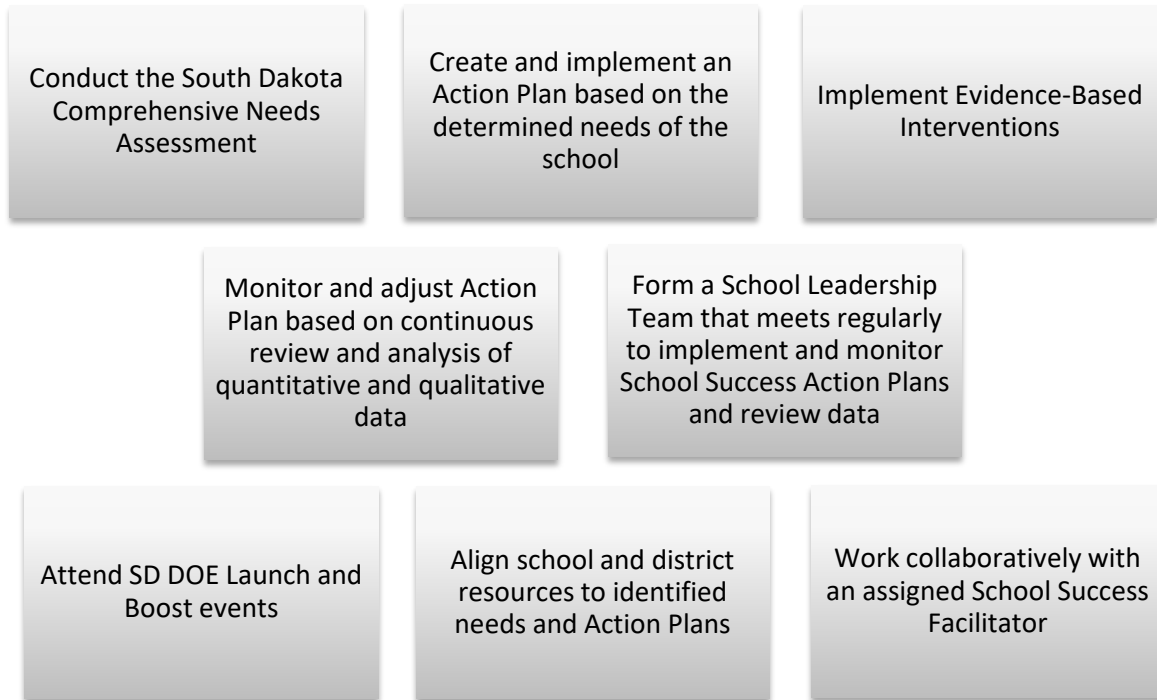 Conduct the South Dakota
Comprehensive Needs
Assessment
Create and implement an
Action Plan based on the
determined needs of the
school
Implement Evidence-Based
Interventions
Monitor and adjust Action
Plan based on continuous
review and analysis of
quantitative and qualitative
data
Form a School Leadership
Team that meets regularly
to implement and monitor
School Success Action Plans
and review data
Attend SD DOE Launch and
Boost events
Align school and district
resources to identified
needs and Action Plans
Work collaboratively with
an assigned School Success
Facilitator